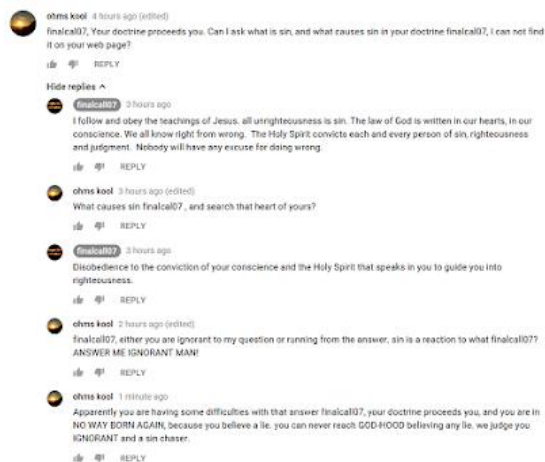 ohms kool 4 hours ago (edited)
finalcal07, Your doctrine proceeds you. Can I ask what is sin, and what causes sin in your doctrine finalcal07, I can not find
it on your web page?
REPLY
Hide replies
finalcall07 3 hours ago
I follow and obey the teachings of Jesus. all unrighteousness is sin. The law of God is written in our hearts, in our
conscience. We all know right from wrong. The Holy Spirit convicts each and every person of sin, righteousness
and judgment. Nobody will have any excuse for doing wrong.
REPLY
ohms kool 3 hours ago (edited)
What causes sin finalcal07 , and search that heart of yours?
REPLY
finalcall07 3 hours ago
Disobedience to the conviction of your conscience and the Holy Spirit that speaks in you to guide you into
righteousness.
REPLY
ohms kool 2 hours ago (edited)
finalcall07, either you are ignorant to my question or running from the answer, sin is a reaction to what finalcall07?
ANSWER ME IGNORANT MAN!
REPLY
ohms kool 1 minute ago
Apparently you are having some difficulties with that answer finalcall07, your doctrine proceeds you, and you are in
NO WAY BORN AGAIN, because you believe a lie. you can never reach GOD-HOOD believing any lie. we judge you
IGNORANT and a sin chaser.
REPLY